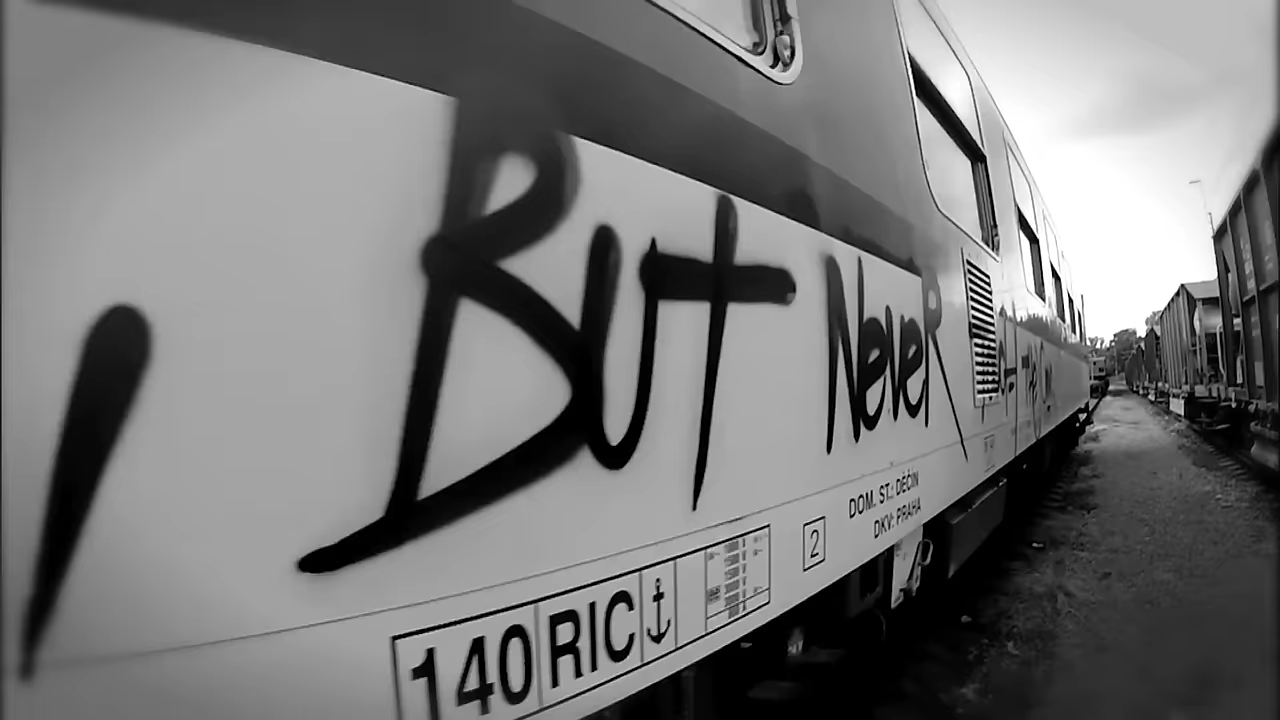 , But NeveR
DOM. ST.: DĚČÍN
DKV: PRAHA
2
140 RIC